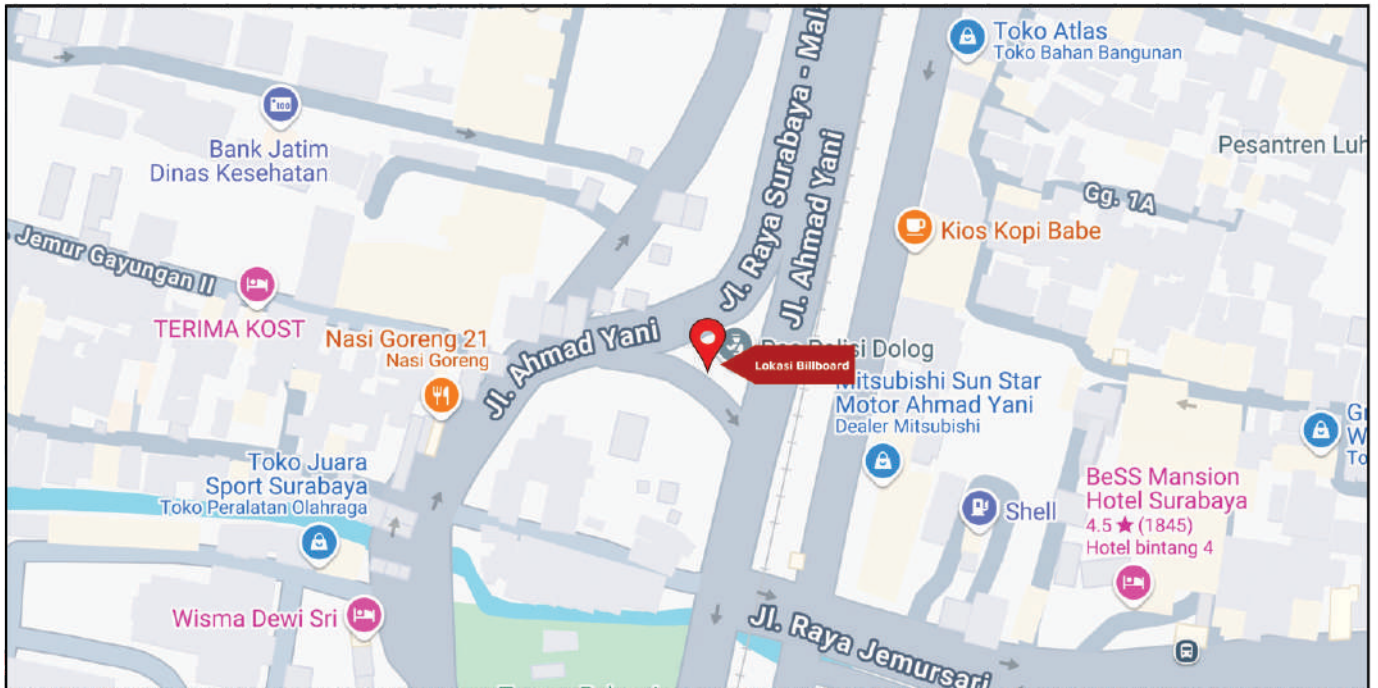 Toko Atlas
Toko Bahan Bangunan
Jl. Raya Surabaya - Mala
Jl. Ahmad Yani
100
Bank Jatim
Dinas Kesehatan
Pesantren Luh
Gg. 1A
Kios Kopi Babe
Jemur Gayungan II
TERIMA KOST
Nasi Goreng 21
Nasi Goreng
Jl. Ahmad Yani
Polisi Dolog
Lokasi Billboard
Mitsubishi Sun Star
Motor Ahmad Yani
Dealer Mitsubishi
Toko Juara
Sport Surabaya
Toko Peralatan Olahraga
Shell
BeSS Mansion
Hotel Surabaya
4.5 ★ (1845)
Hotel bintang 4
G
W
To
Wisma Dewi Sri
Jl. Raya Jemursari